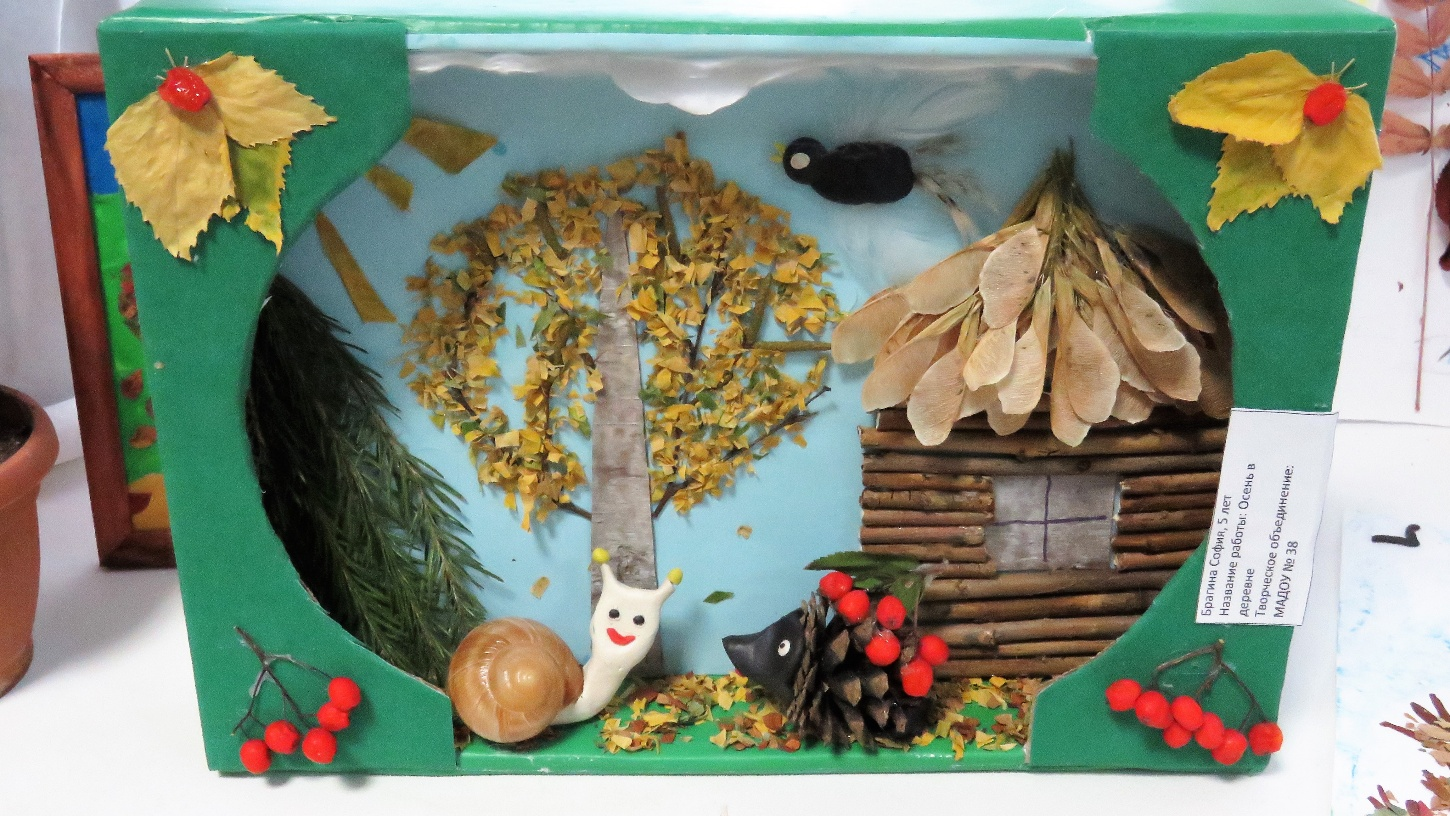 Брагина София, 5 лет
Название работы: Осень в
деревне
Творческое объединение:
МАДОУ № 38